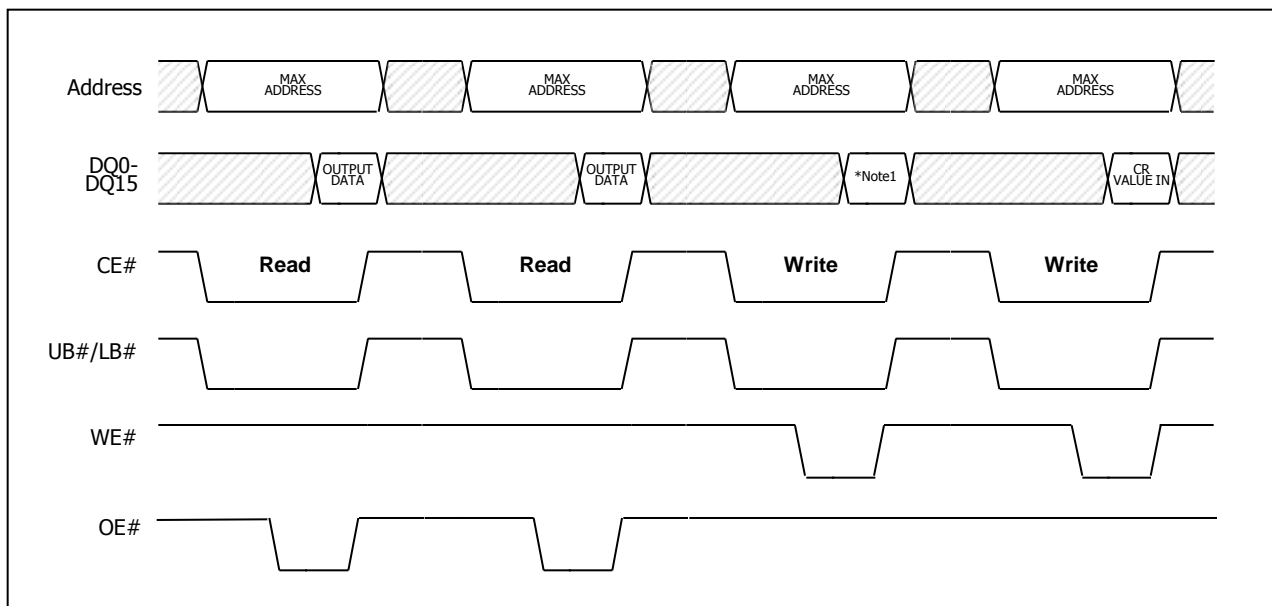 Address
MAX
ADDRESS
MAX
ADDRESS
MAX
ADDRESS
MAX
ADDRESS
DQ0-
DQ15
OUTPUT
DATA
OUTPUT
DATA
*Note1
CR
VALUE IN
CE#
Read
Read
Write
Write
UB#/LB#
WE#
OE#